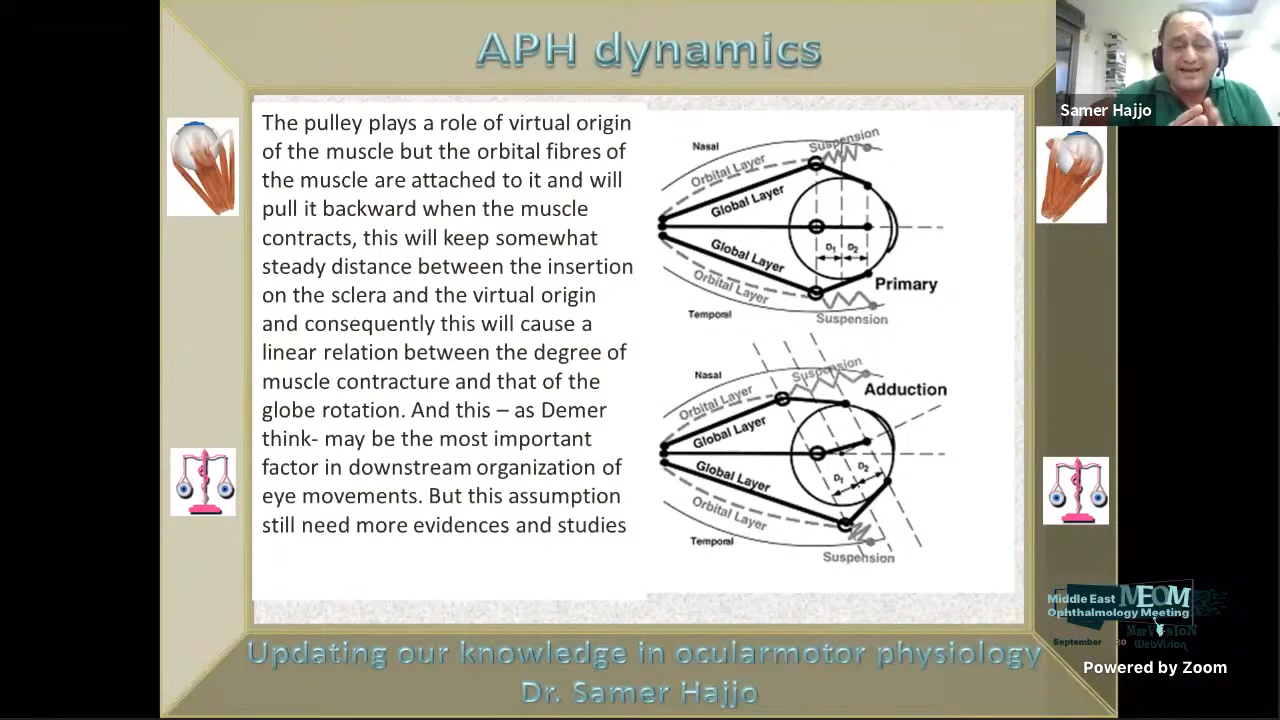 APH dynamics
Samer Hajjo
The pulley plays a role of virtual origin
of the muscle but the orbital fibres of
the muscle are attached to it and will
pull it backward when the muscle
contracts, this will keep somewhat
steady distance between the insertion
on the sclera and the virtual origin
and consequently this will cause a
linear relation between the degree of
muscle contracture and that of the
globe rotation. And this – as Demer
think- may be the most important
factor in downstream organization of
eye movements. But this assumption
still need more evidences and studies
Nasal
Suspension
Orbital Layer
Global Layer
D1 D2
Global Layer
Orbital Layer
Primary
Temporal
Suspension
Nasal
Suspension
Orbital Layer
Adduction
Global Layer
Global Layer
D1 D2
Orbital Layer
Temporal
Suspension
Middle East MEOM
Ophthalmology Meeting
September 20
MarVision
WebVision
Powered by Zoom
Updating our knowledge in ocularmotor physiology
Dr. Samer Hajjo